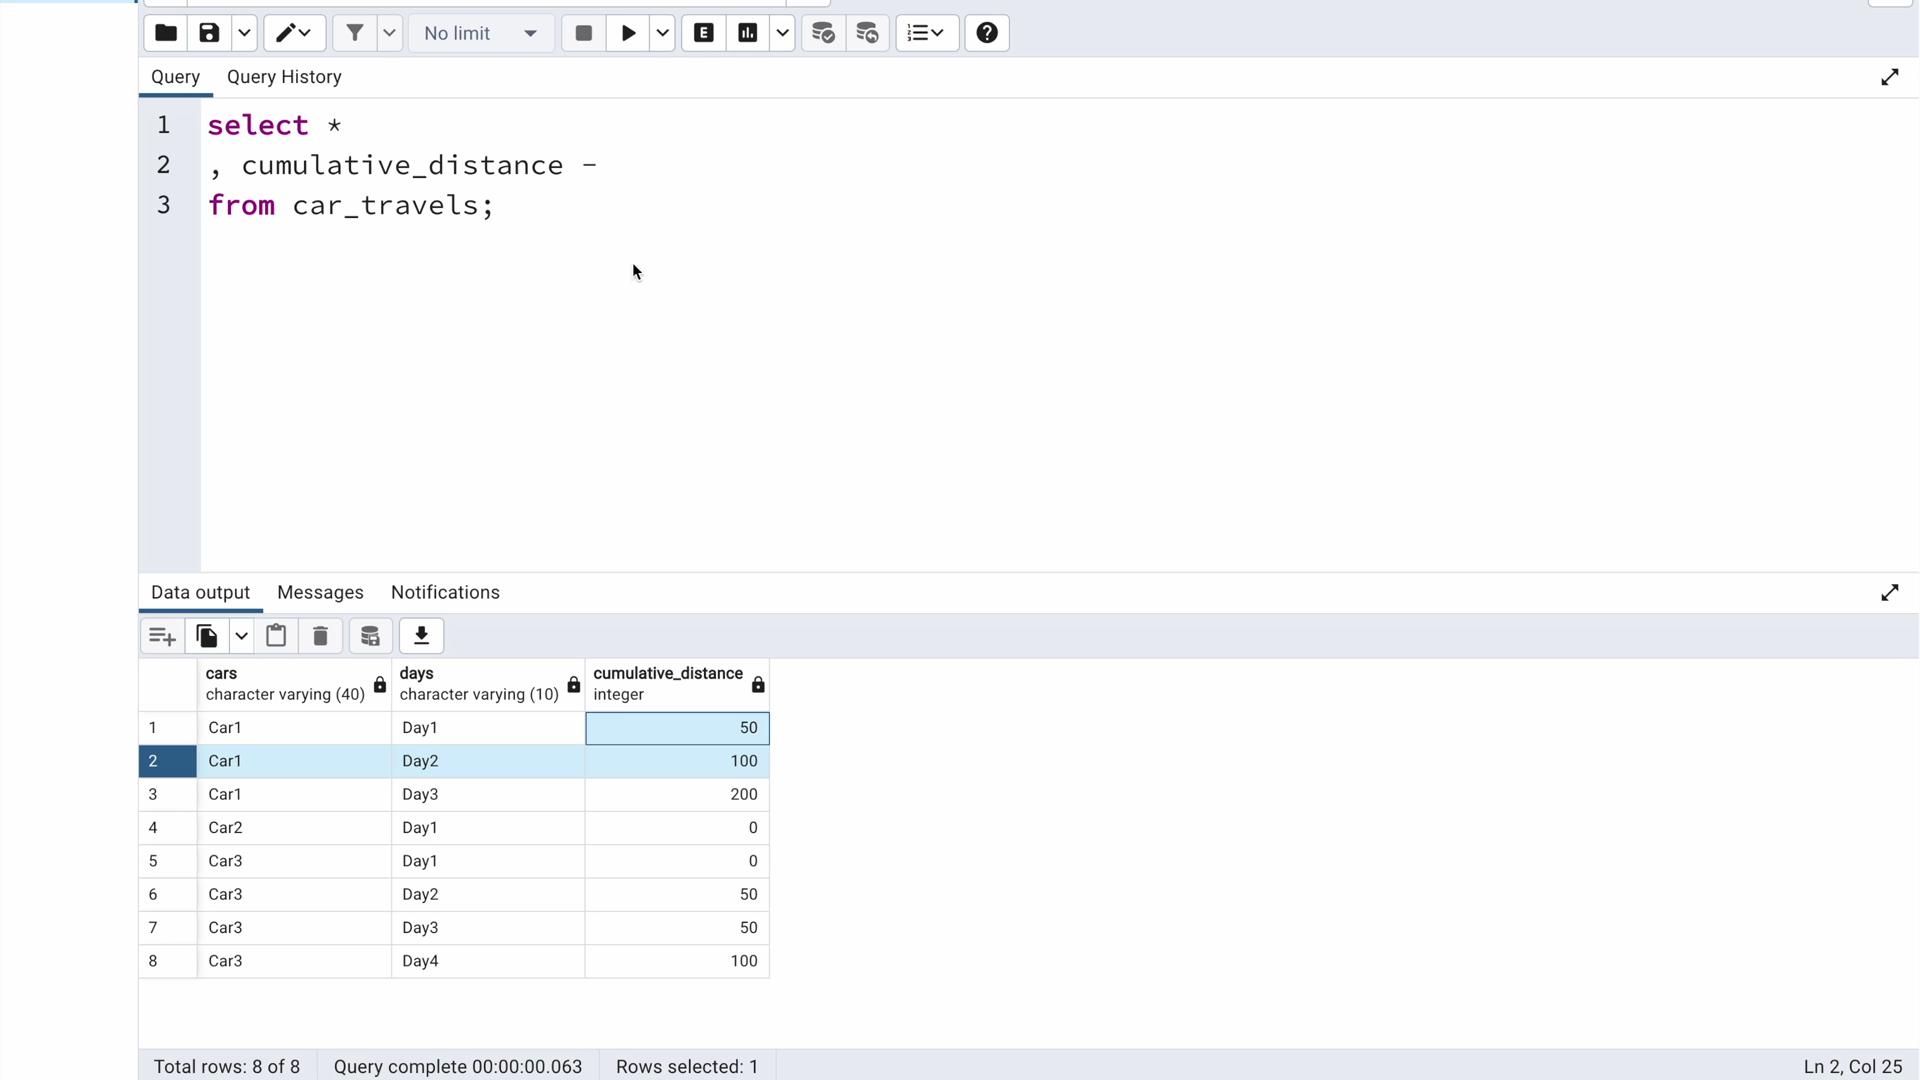 No limit
E
Query Query History
1 select *
2 , cumulative_distance -
3 from car_travels;
Data output Messages Notifications
cars days cumulative_distance
character varying (40) character varying (10) integer
1 Car1 Day1 50
2 Car1 Day2 100
3 Car1 Day3 200
4 Car2 Day1 0
5 Car3 Day1 0
6 Car3 Day2 50
7 Car3 Day3 50
8 Car3 Day4 100
Total rows: 8 of 8 Query complete 00:00:00.063 Rows selected: 1 Ln 2, Col 25